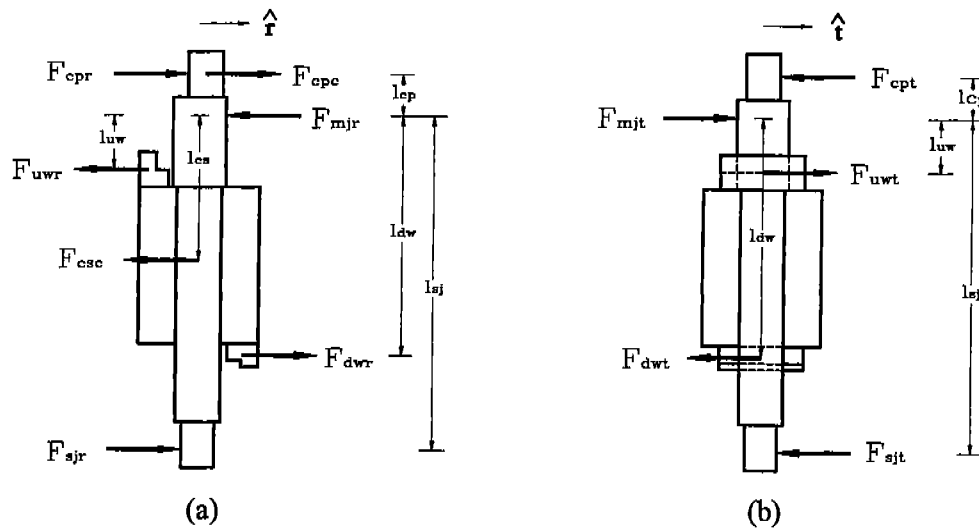 r̂
F_cpr
F_cpc
l_cp
F_mjr
l_uw
F_uwr
l_cs
l_dw
F_csc
l_sj
F_dwr
F_sjr
(a)
t̂
F_cpt
F_mjt
l_uw
F_uwt
l_dw
l_sj
F_dwt
F_sjt
(b)